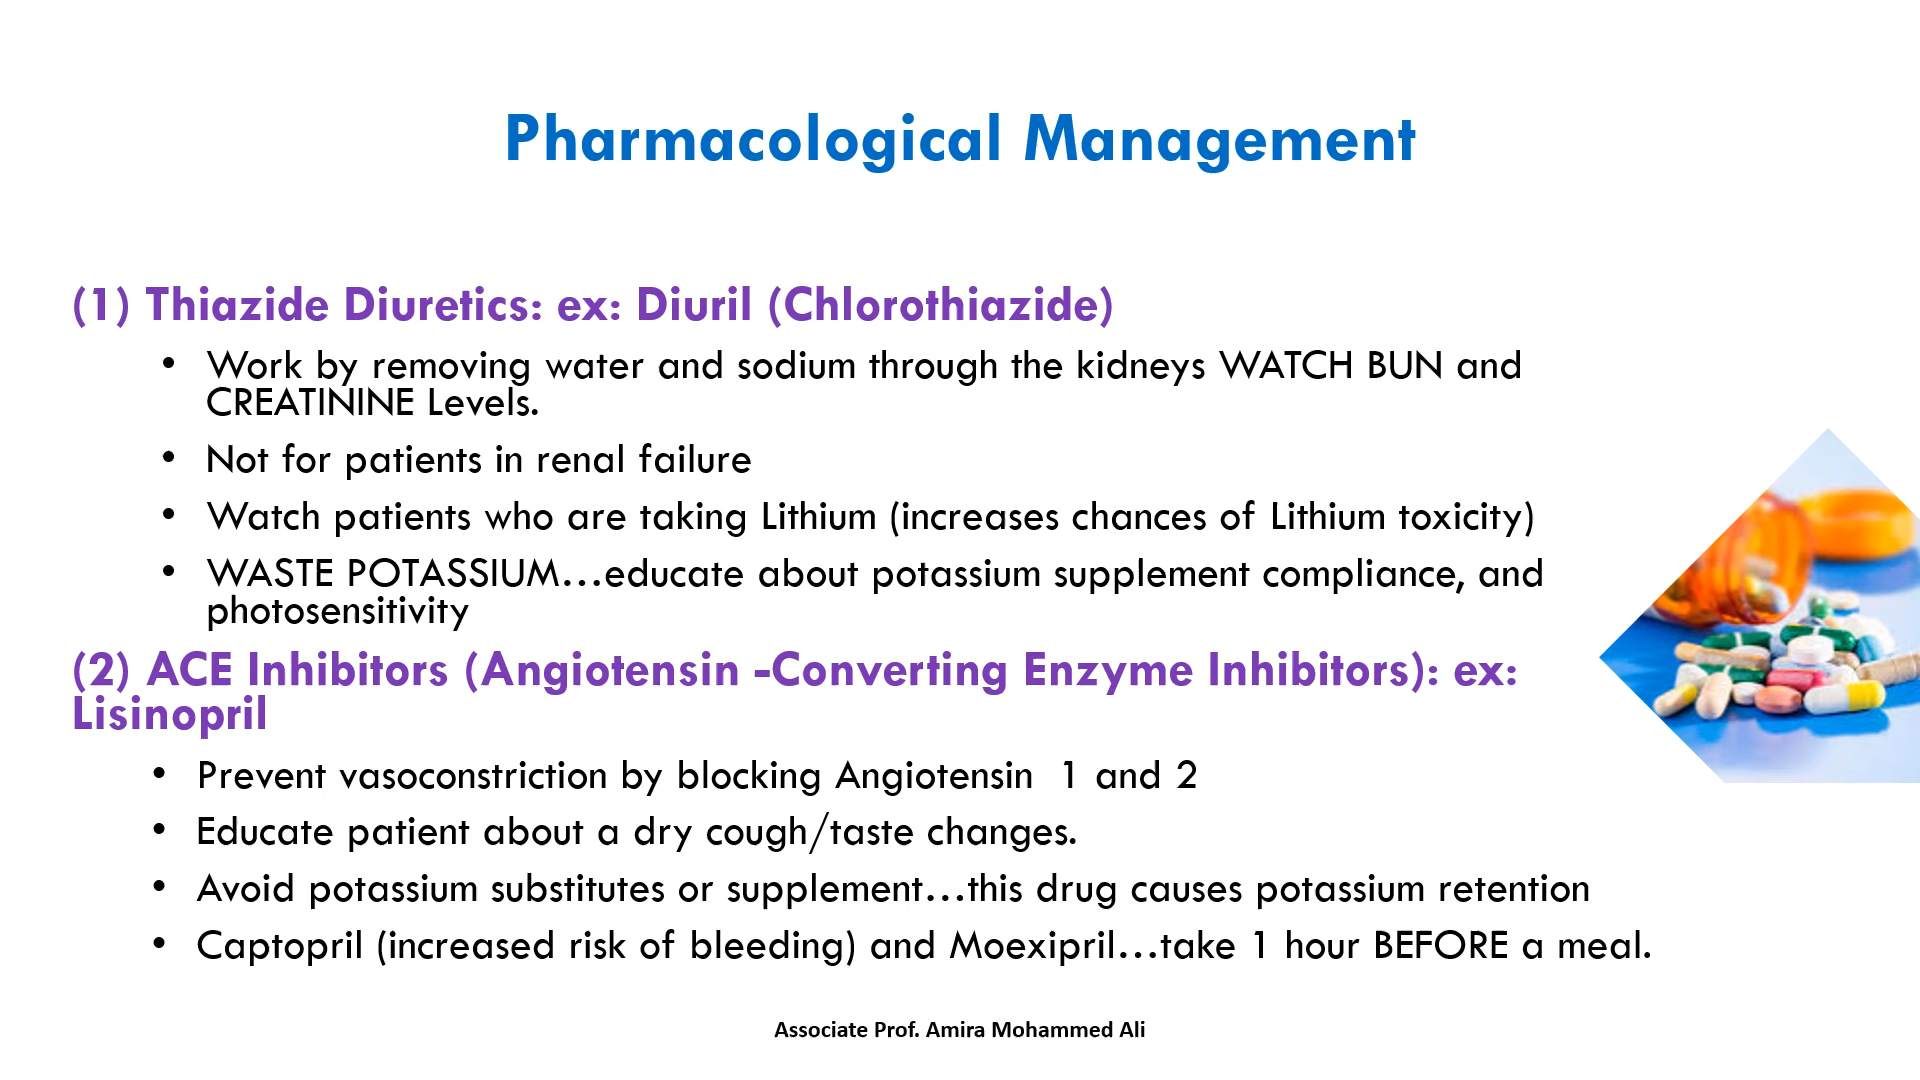 Pharmacological Management
(1) Thiazide Diuretics: ex: Diuril (Chlorothiazide)
• Work by removing water and sodium through the kidneys WATCH BUN and
CREATININE Levels.
• Not for patients in renal failure
• Watch patients who are taking Lithium (increases chances of Lithium toxicity)
• WASTE POTASSIUM…educate about potassium supplement compliance, and
photosensitivity
(2) ACE Inhibitors (Angiotensin -Converting Enzyme Inhibitors): ex:
Lisinopril
• Prevent vasoconstriction by blocking Angiotensin  1 and 2
• Educate patient about a dry cough/taste changes.
• Avoid potassium substitutes or supplement…this drug causes potassium retention
• Captopril (increased risk of bleeding) and Moexipril…take 1 hour BEFORE a meal.
Associate Prof. Amira Mohammed Ali